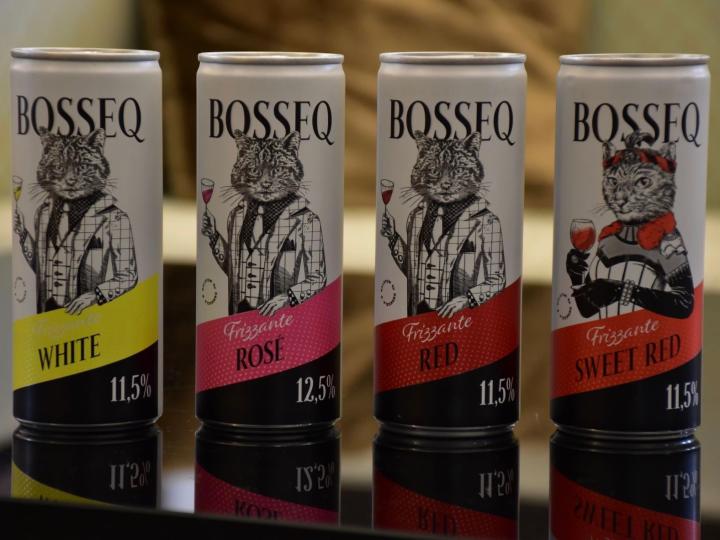 BOSSEQ
Frizzante
WHITE
11,5%
BOSSEQ
Frizzante
ROSÉ
12,5%
BOSSEQ
Frizzante
RED
11,5%
BOSSEQ
Frizzante
SWEET RED
11,5%